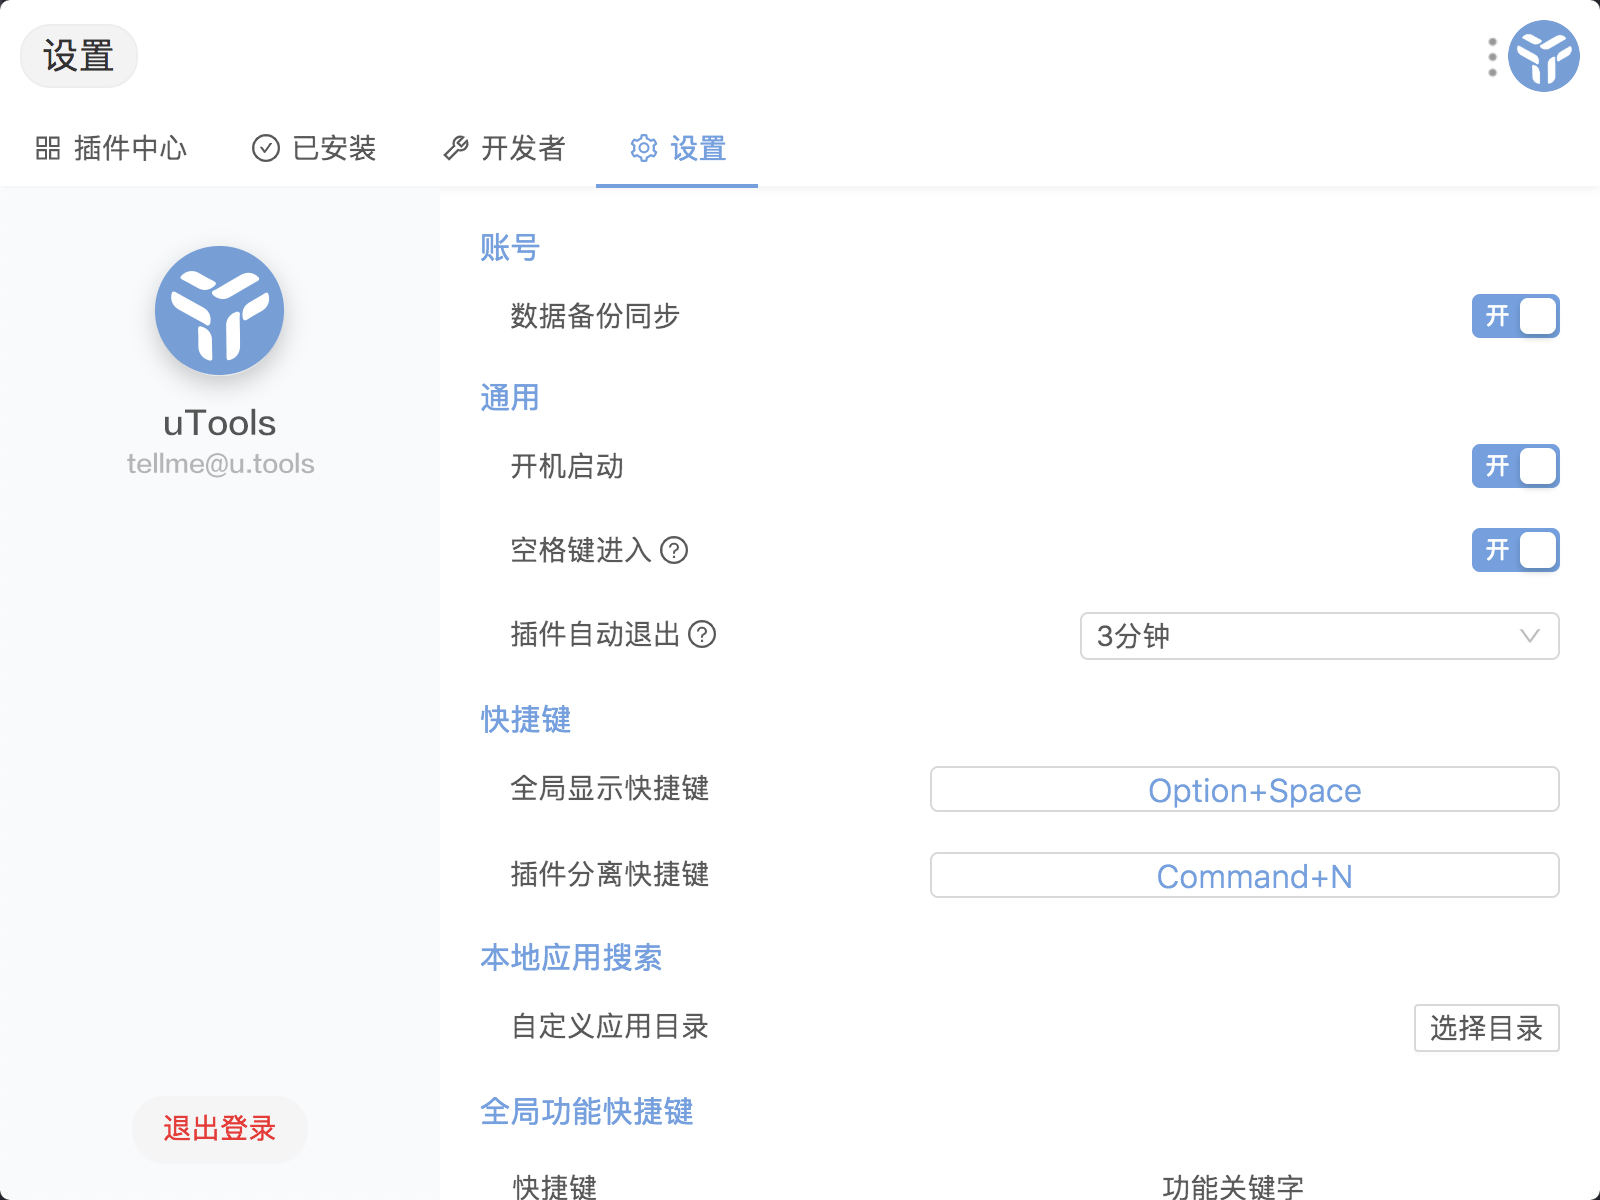 设置
插件中心 已安装 开发者 设置
uTools
tellme@u.tools
退出登录
账号
数据备份同步 开
通用
开机启动 开
空格键进入 ? 开
插件自动退出 ? 3分钟
快捷键
全局显示快捷键 Option+Space
插件分离快捷键 Command+N
本地应用搜索
自定义应用目录 选择目录
全局功能快捷键
快捷键 功能关键字